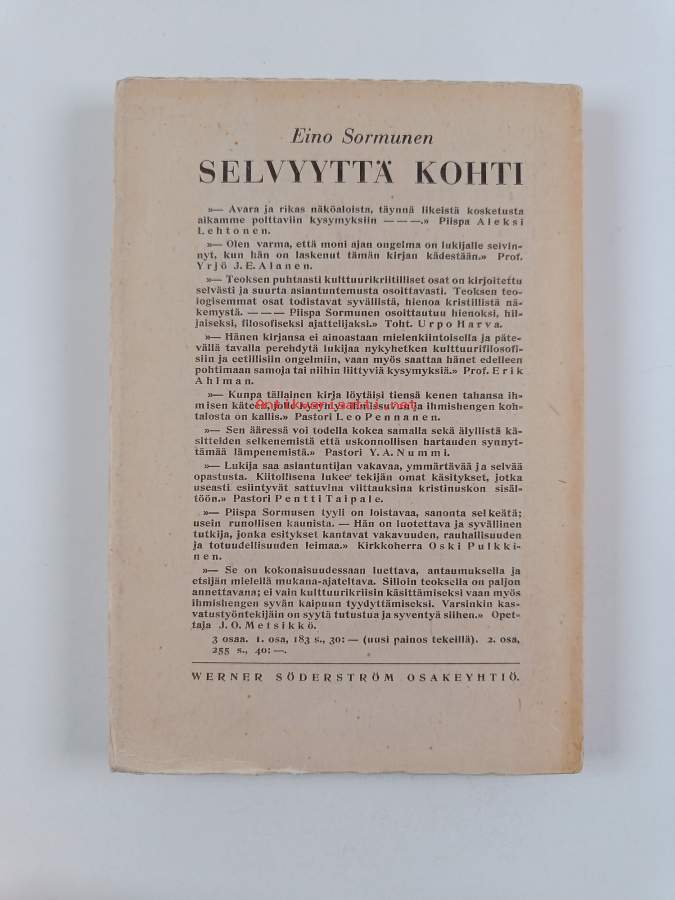 Eino Sormunen
SELVYYTTÄ KOHTI
»— Avara ja rikas näköaloista, täynnä likeistä kosketusta
aikamme polttaviin kysymyksiin — — —.» Piispa Aleksi
Lehtonen.
»— Olen varma, että moni ajan ongelma on lukijalle selvin-
nyt, kun hän on laskenut tämän kirjan kädestään.» Prof.
Yrjö J. E. Alanen.
»— Teoksen puhtaasti kulttuurikriitilliset osat on kirjoitettu
selvästi ja suurta asiantuntemusta osoittavasti. Teoksen teo-
logisemmat osat todistavat syvällistä, hienoa kristillistä nä-
kemystä. — — — Piispa Sormunen osoittautuu hienoksi, hil-
jaiseksi, filosofiseksi ajattelijaksi.» Toht. Urpo Harva.
»— Hänen kirjansa ei ainoastaan mielenkiintoisella ja päte-
vällä tavalla perehdytä lukijaa nykyhetken kulttuurifilosofi-
siin ja eetillisiin ongelmiin, vaan myös saattaa hänet edelleen
pohtimaan samoja tai niihin liittyviä kysymyksiä.» Prof. Erik
Ahlman.
»— Kunpa tällainen kirja löytäisi tiensä kenen tahansa ih-
misen käteen, jolle kysymys ihmissuvun ja ihmishengen koh-
talosta on kallis.» Pastori Leo Pennanen.
Antikvariaatti.net
»— Sen ääressä voi todella kokea samalla sekä älyllistä kä-
sitteiden selkenemistä että uskonnollisen hartauden synnyt-
tämää lämpenemistä.» Pastori Y. A. Nummi.
»— Lukija saa asiantuntijan vakavaa, ymmärtävää ja selvää
opastusta. Kiitollisena lukee tekijän omat käsitykset, jotka
useasti esiintyvät sattuvina viittauksina kristinuskon sisäl-
töön.» Pastori Pentti Taipale.
»— Piispa Sormusen tyyli on loistavaa, sanonta selkeätä;
usein runollisen kaunista. — Hän on luotettava ja syvällinen
tutkija, jonka esitykset kantavat vakavuuden, rauhallisuuden
ja totuudellisuuden leimaa.» Kirkkoherra Oski Pulkki-
nen.
»— Se on kokonaisuudessaan luettava, antaumuksella ja
etsijän mielellä mukana-ajateltava. Silloin teoksella on paljon
annettavana; ei vain kulttuurikriisin käsittämiseksi vaan myös
ihmishengen syvän kaipuun tyydyttämiseksi. Varsinkin kas-
vatustyöntekijäin on syytä tutustua ja syventyä siihen.» Opet-
taja J. O. Metsikkö.
3 osaa. 1. osa, 183 s., 30: — (uusi painos tekeillä). 2. osa,
255 s., 40: —.
WERNER SÖDERSTRÖM OSAKEYHTIÖ.